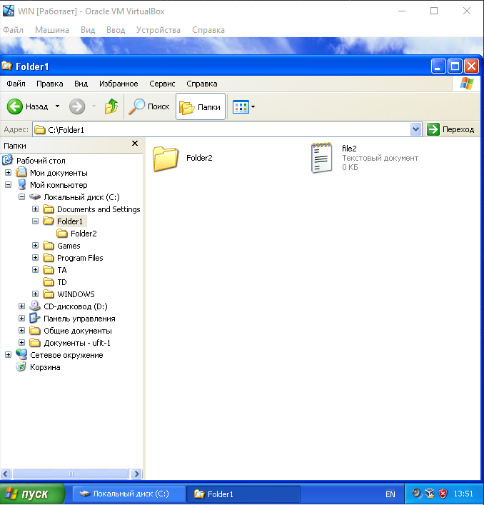 WIN [Работает] - Oracle VM VirtualBox
Файл Машина Вид Ввод Устройства Справка
Folder1
Файл Правка Вид Избранное Сервис Справка
Назад Поиск Папки
Адрес: C:\Folder1 Переход
Папки
Рабочий стол
Мои документы
Мой компьютер
Локальный диск (C:)
Documents and Settings
Folder1
Folder2
Games
Program Files
TA
TD
WINDOWS
CD-дисковод (D:)
Панель управления
Общие документы
Документы - ufit-1
Сетевое окружение
Корзина
Folder2
file2
Текстовый документ
0 КБ
пуск Локальный диск (C:) Folder1 EN 13:51